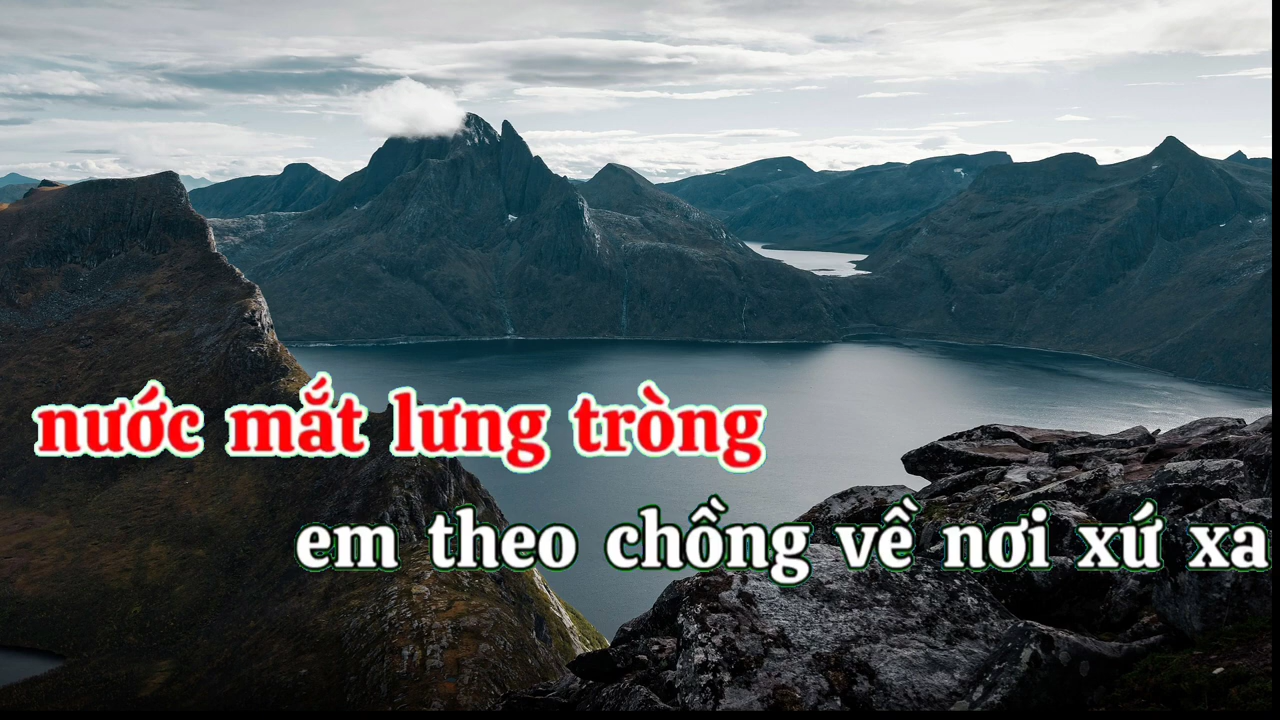 nước mắt lưng tròng
em theo chồng về nơi xứ xa